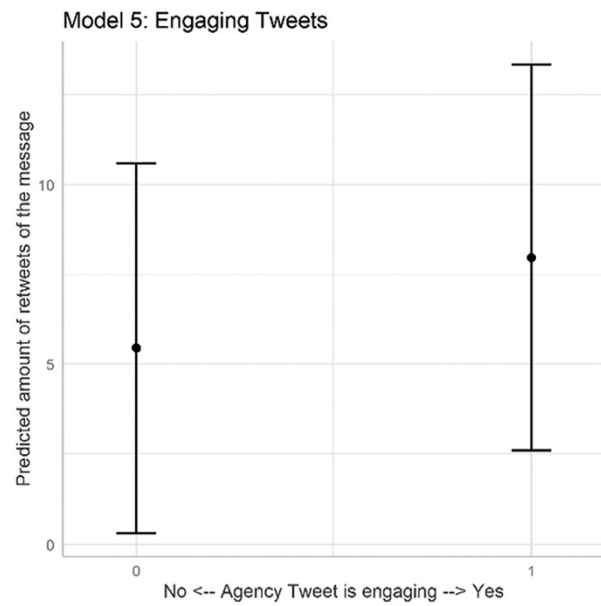 Model 5: Engaging Tweets
Predicted amount of retweets of the message
10
5
0
0
1
No <-- Agency Tweet is engaging --> Yes